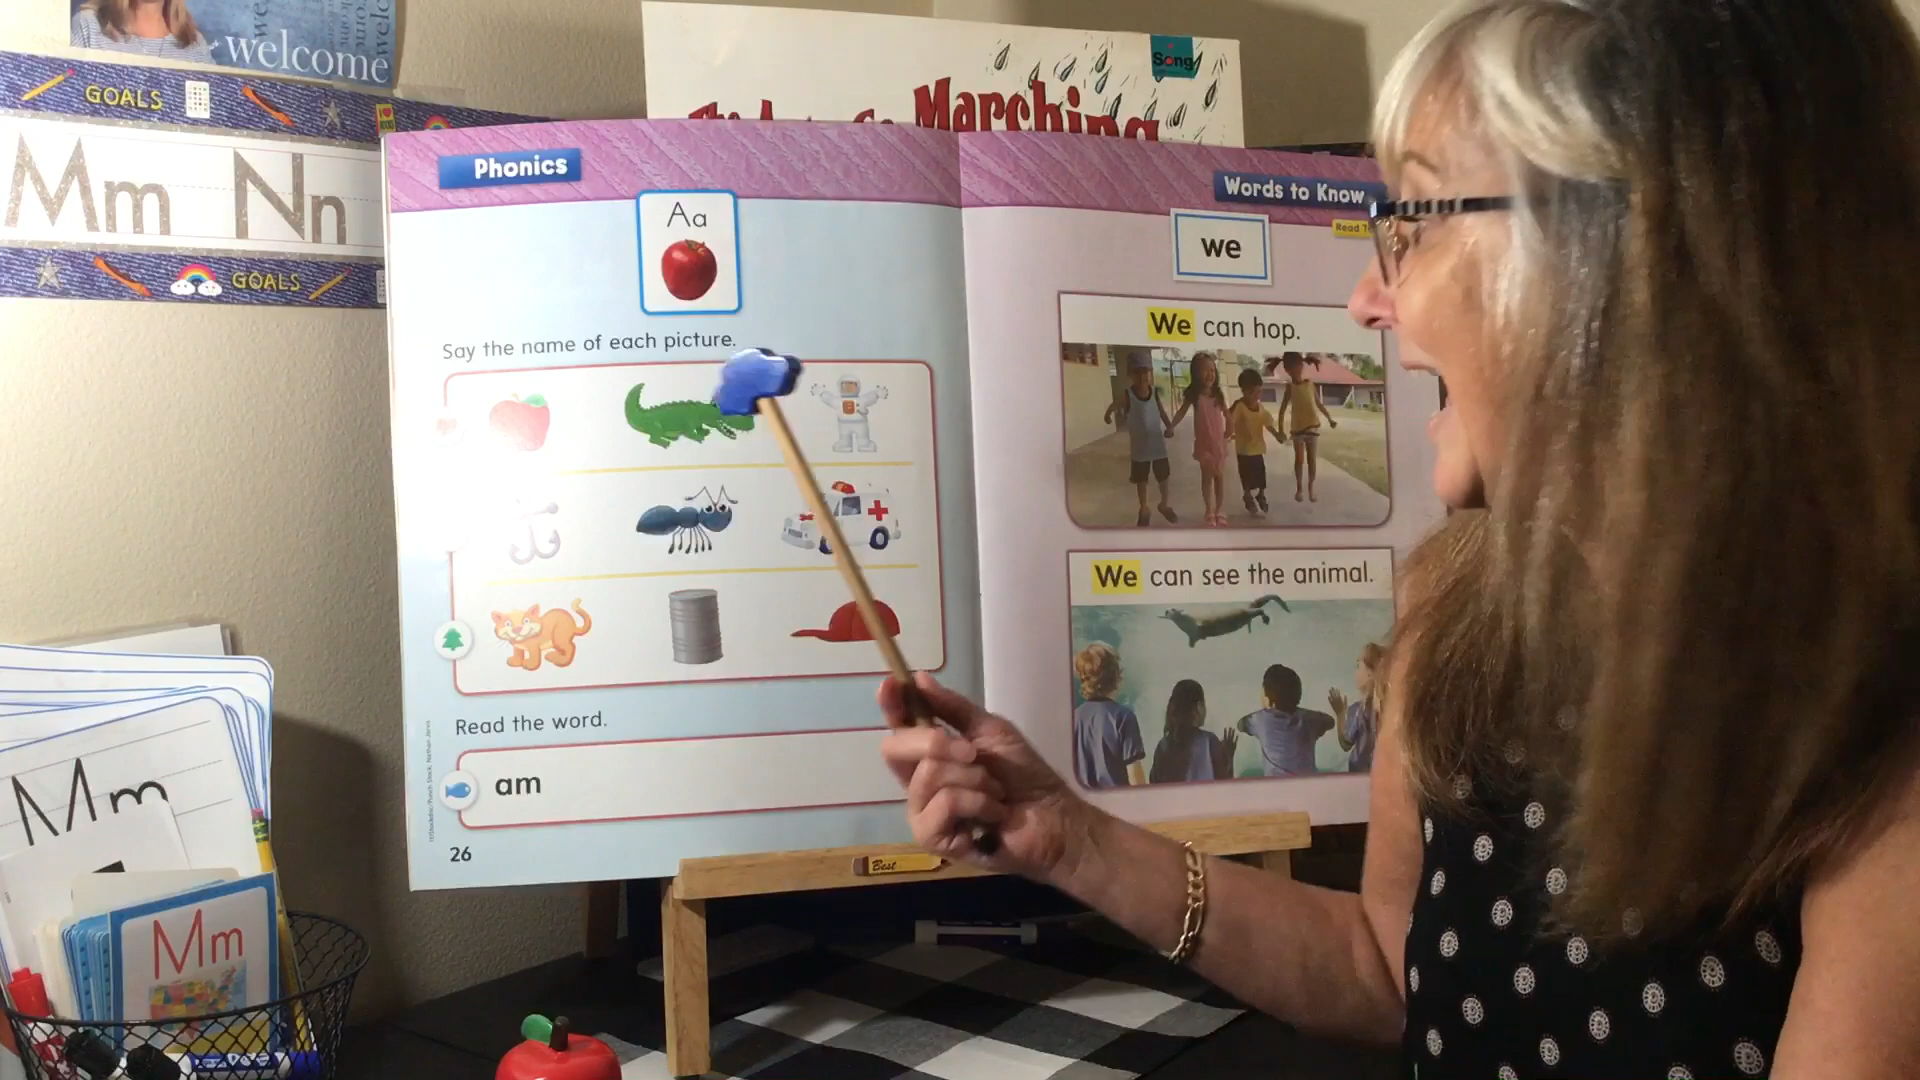 welcome
GOALS
Mm Nn
GOALS
Song
Marching
Phonics
Aa
Say the name of each picture.
Read the word.
am
26
Words to Know
we
We can hop.
We can see the animal.
Best
Mm
Mm